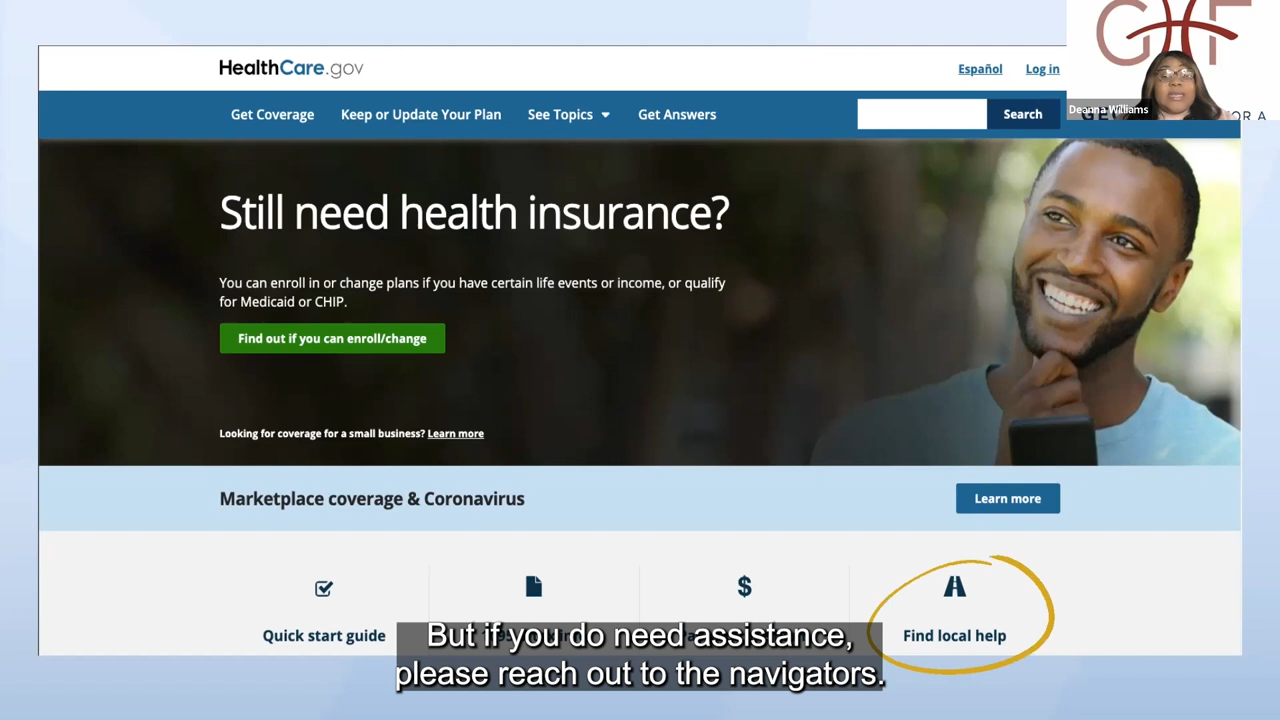 HealthCare.gov
Español
Log in
GHF
Deanna Williams
OR A
Get Coverage
Keep or Update Your Plan
See Topics
Get Answers
Search
Still need health insurance?
You can enroll in or change plans if you have certain life events or income, or qualify
for Medicaid or CHIP.
Find out if you can enroll/change
Looking for coverage for a small business? Learn more
Marketplace coverage & Coronavirus
Learn more
$
Quick start guide
Find local help
But if you do need assistance,
please reach out to the navigators.